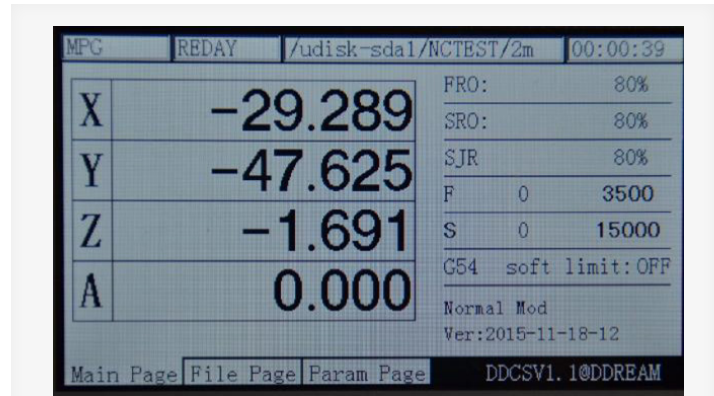 MPG REDAY /udisk-sda1/NCTEST/2m 00:00:39
X -29.289
Y -47.625
Z -1.691
A 0.000
FRO: 80%
SRO: 80%
SJR 80%
F 0 3500
S 0 15000
G54 soft limit:OFF
Normal Mod
Ver:2015-11-18-12
Main Page File Page Param Page DDCSV1.1@DDREAM